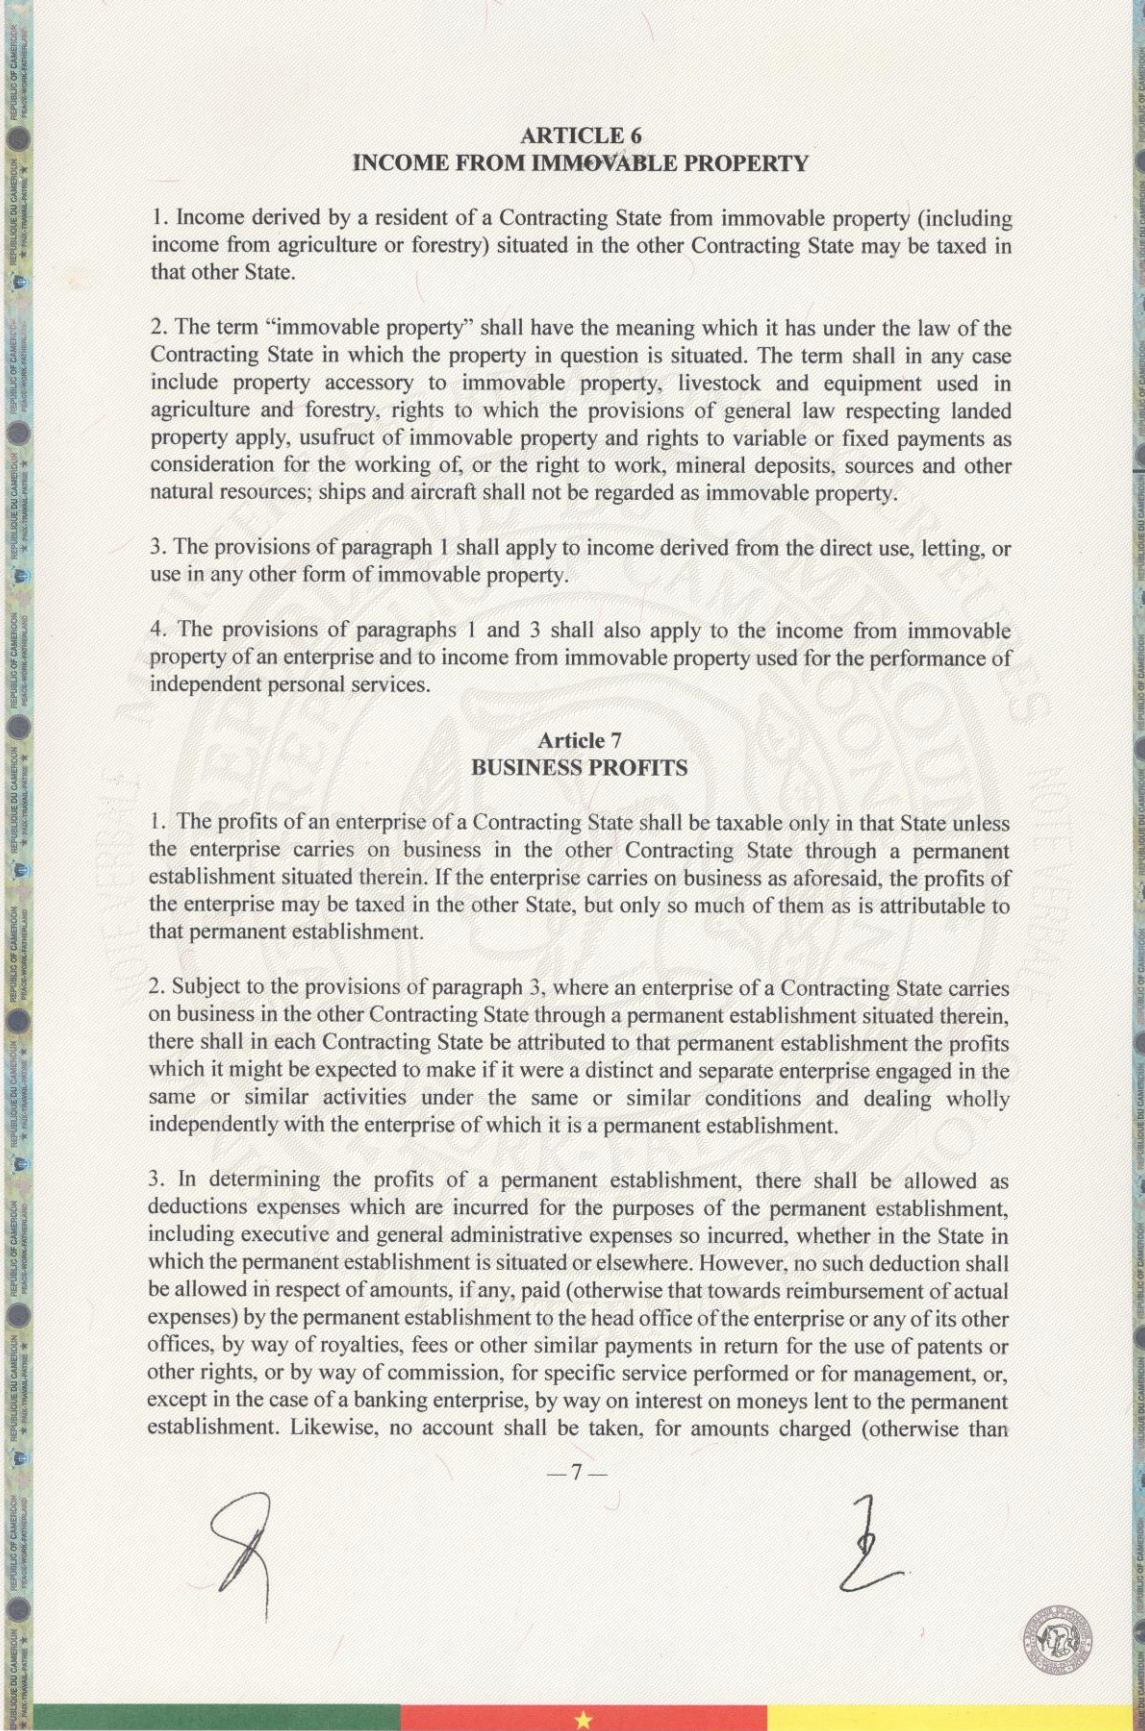 ARTICLE 6
INCOME FROM IMMOVABLE PROPERTY
1. Income derived by a resident of a Contracting State from immovable property (including
income from agriculture or forestry) situated in the other Contracting State may be taxed in
that other State.
2. The term “immovable property” shall have the meaning which it has under the law of the
Contracting State in which the property in question is situated. The term shall in any case
include property accessory to immovable property, livestock and equipment used in
agriculture and forestry, rights to which the provisions of general law respecting landed
property apply, usufruct of immovable property and rights to variable or fixed payments as
consideration for the working of, or the right to work, mineral deposits, sources and other
natural resources; ships and aircraft shall not be regarded as immovable property.
3. The provisions of paragraph 1 shall apply to income derived from the direct use, letting, or
use in any other form of immovable property.
4. The provisions of paragraphs 1 and 3 shall also apply to the income from immovable
property of an enterprise and to income from immovable property used for the performance of
independent personal services.
Article 7
BUSINESS PROFITS
1. The profits of an enterprise of a Contracting State shall be taxable only in that State unless
the enterprise carries on business in the other Contracting State through a permanent
establishment situated therein. If the enterprise carries on business as aforesaid, the profits of
the enterprise may be taxed in the other State, but only so much of them as is attributable to
that permanent establishment.
2. Subject to the provisions of paragraph 3, where an enterprise of a Contracting State carries
on business in the other Contracting State through a permanent establishment situated therein,
there shall in each Contracting State be attributed to that permanent establishment the profits
which it might be expected to make if it were a distinct and separate enterprise engaged in the
same or similar activities under the same or similar conditions and dealing wholly
independently with the enterprise of which it is a permanent establishment.
3. In determining the profits of a permanent establishment, there shall be allowed as
deductions expenses which are incurred for the purposes of the permanent establishment,
including executive and general administrative expenses so incurred, whether in the State in
which the permanent establishment is situated or elsewhere. However, no such deduction shall
be allowed in respect of amounts, if any, paid (otherwise that towards reimbursement of actual
expenses) by the permanent establishment to the head office of the enterprise or any of its other
offices, by way of royalties, fees or other similar payments in return for the use of patents or
other rights, or by way of commission, for specific service performed or for management, or,
except in the case of a banking enterprise, by way on interest on moneys lent to the permanent
establishment. Likewise, no account shall be taken, for amounts charged (otherwise than
— 7 —